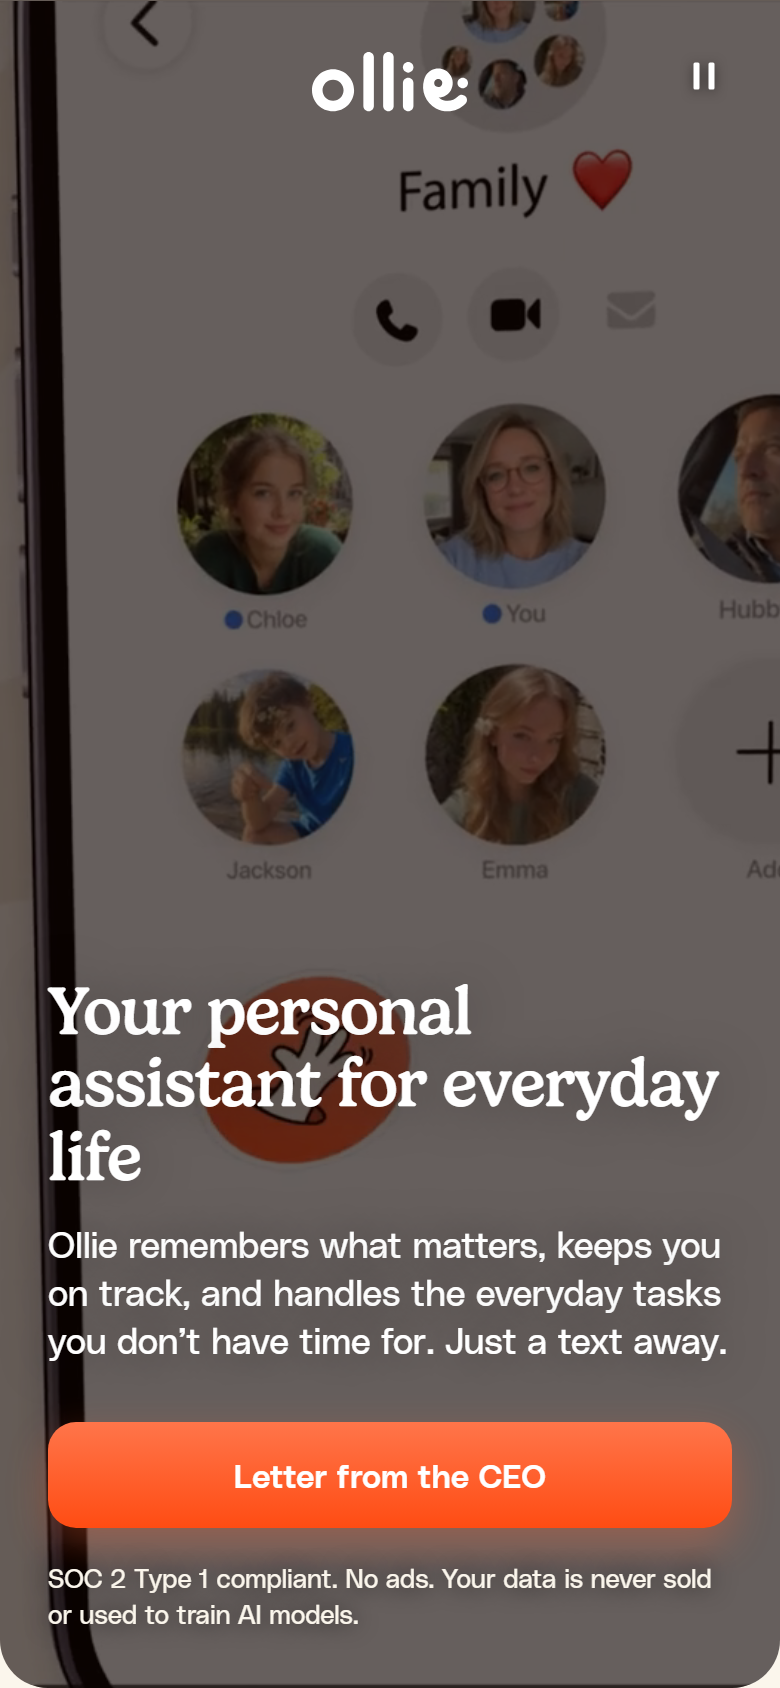 ollie
Family ❤️
Chloe
You
Hubb
Jackson
Emma
Ad
Your personal
assistant for everyday
life
Ollie remembers what matters, keeps you
on track, and handles the everyday tasks
you don’t have time for. Just a text away.
Letter from the CEO
SOC 2 Type 1 compliant. No ads. Your data is never sold
or used to train AI models.